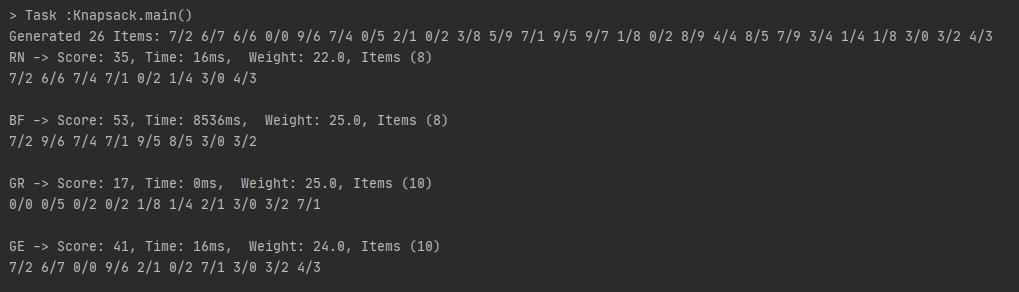 > Task :Knapsack.main()
Generated 26 Items: 7/2 6/7 6/6 0/0 9/6 7/4 0/5 2/1 0/2 3/8 5/9 7/1 9/5 9/7 1/8 0/2 8/9 4/4 8/5 7/9 3/4 1/4 1/8 3/0 3/2 4/3
RN -> Score: 35, Time: 16ms,  Weight: 22.0, Items (8)
7/2 6/6 7/4 7/1 0/2 1/4 3/0 4/3
BF -> Score: 53, Time: 8536ms,  Weight: 25.0, Items (8)
7/2 9/6 7/4 7/1 9/5 8/5 3/0 3/2
GR -> Score: 17, Time: 0ms,  Weight: 25.0, Items (10)
0/0 0/5 0/2 0/2 1/8 1/4 2/1 3/0 3/2 7/1
GE -> Score: 41, Time: 16ms,  Weight: 24.0, Items (10)
7/2 6/7 0/0 9/6 2/1 0/2 7/1 3/0 3/2 4/3